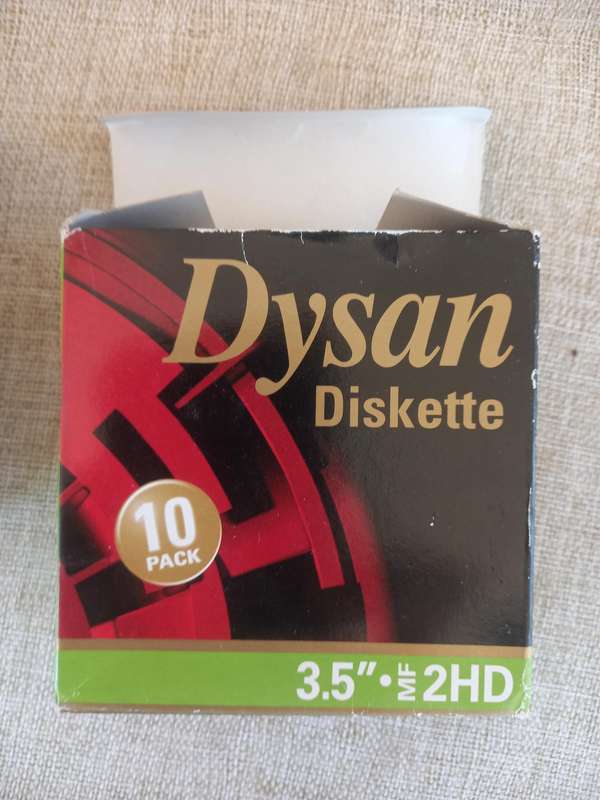 Dysan
Diskette
10
PACK
3.5”•MF 2HD